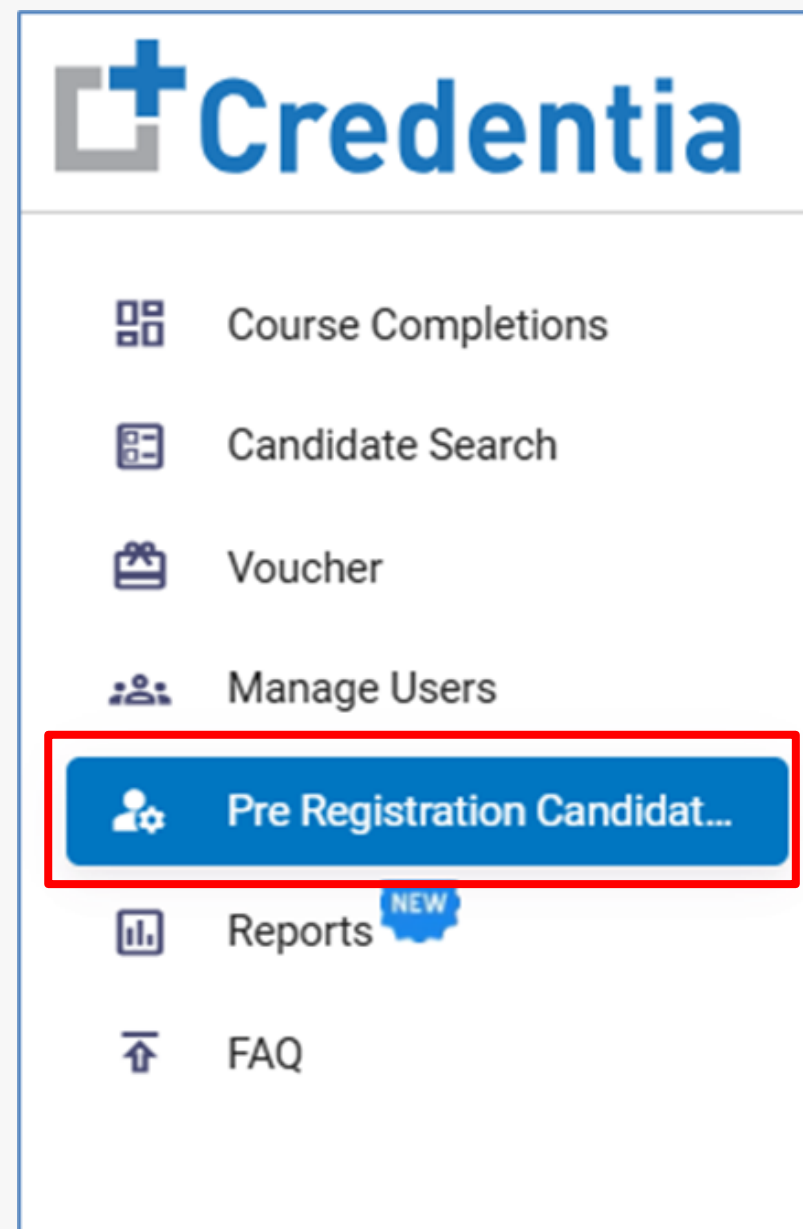 Credentia
Course Completions
Candidate Search
Voucher
Manage Users
Pre Registration Candidat...
NEW
Reports
FAQ